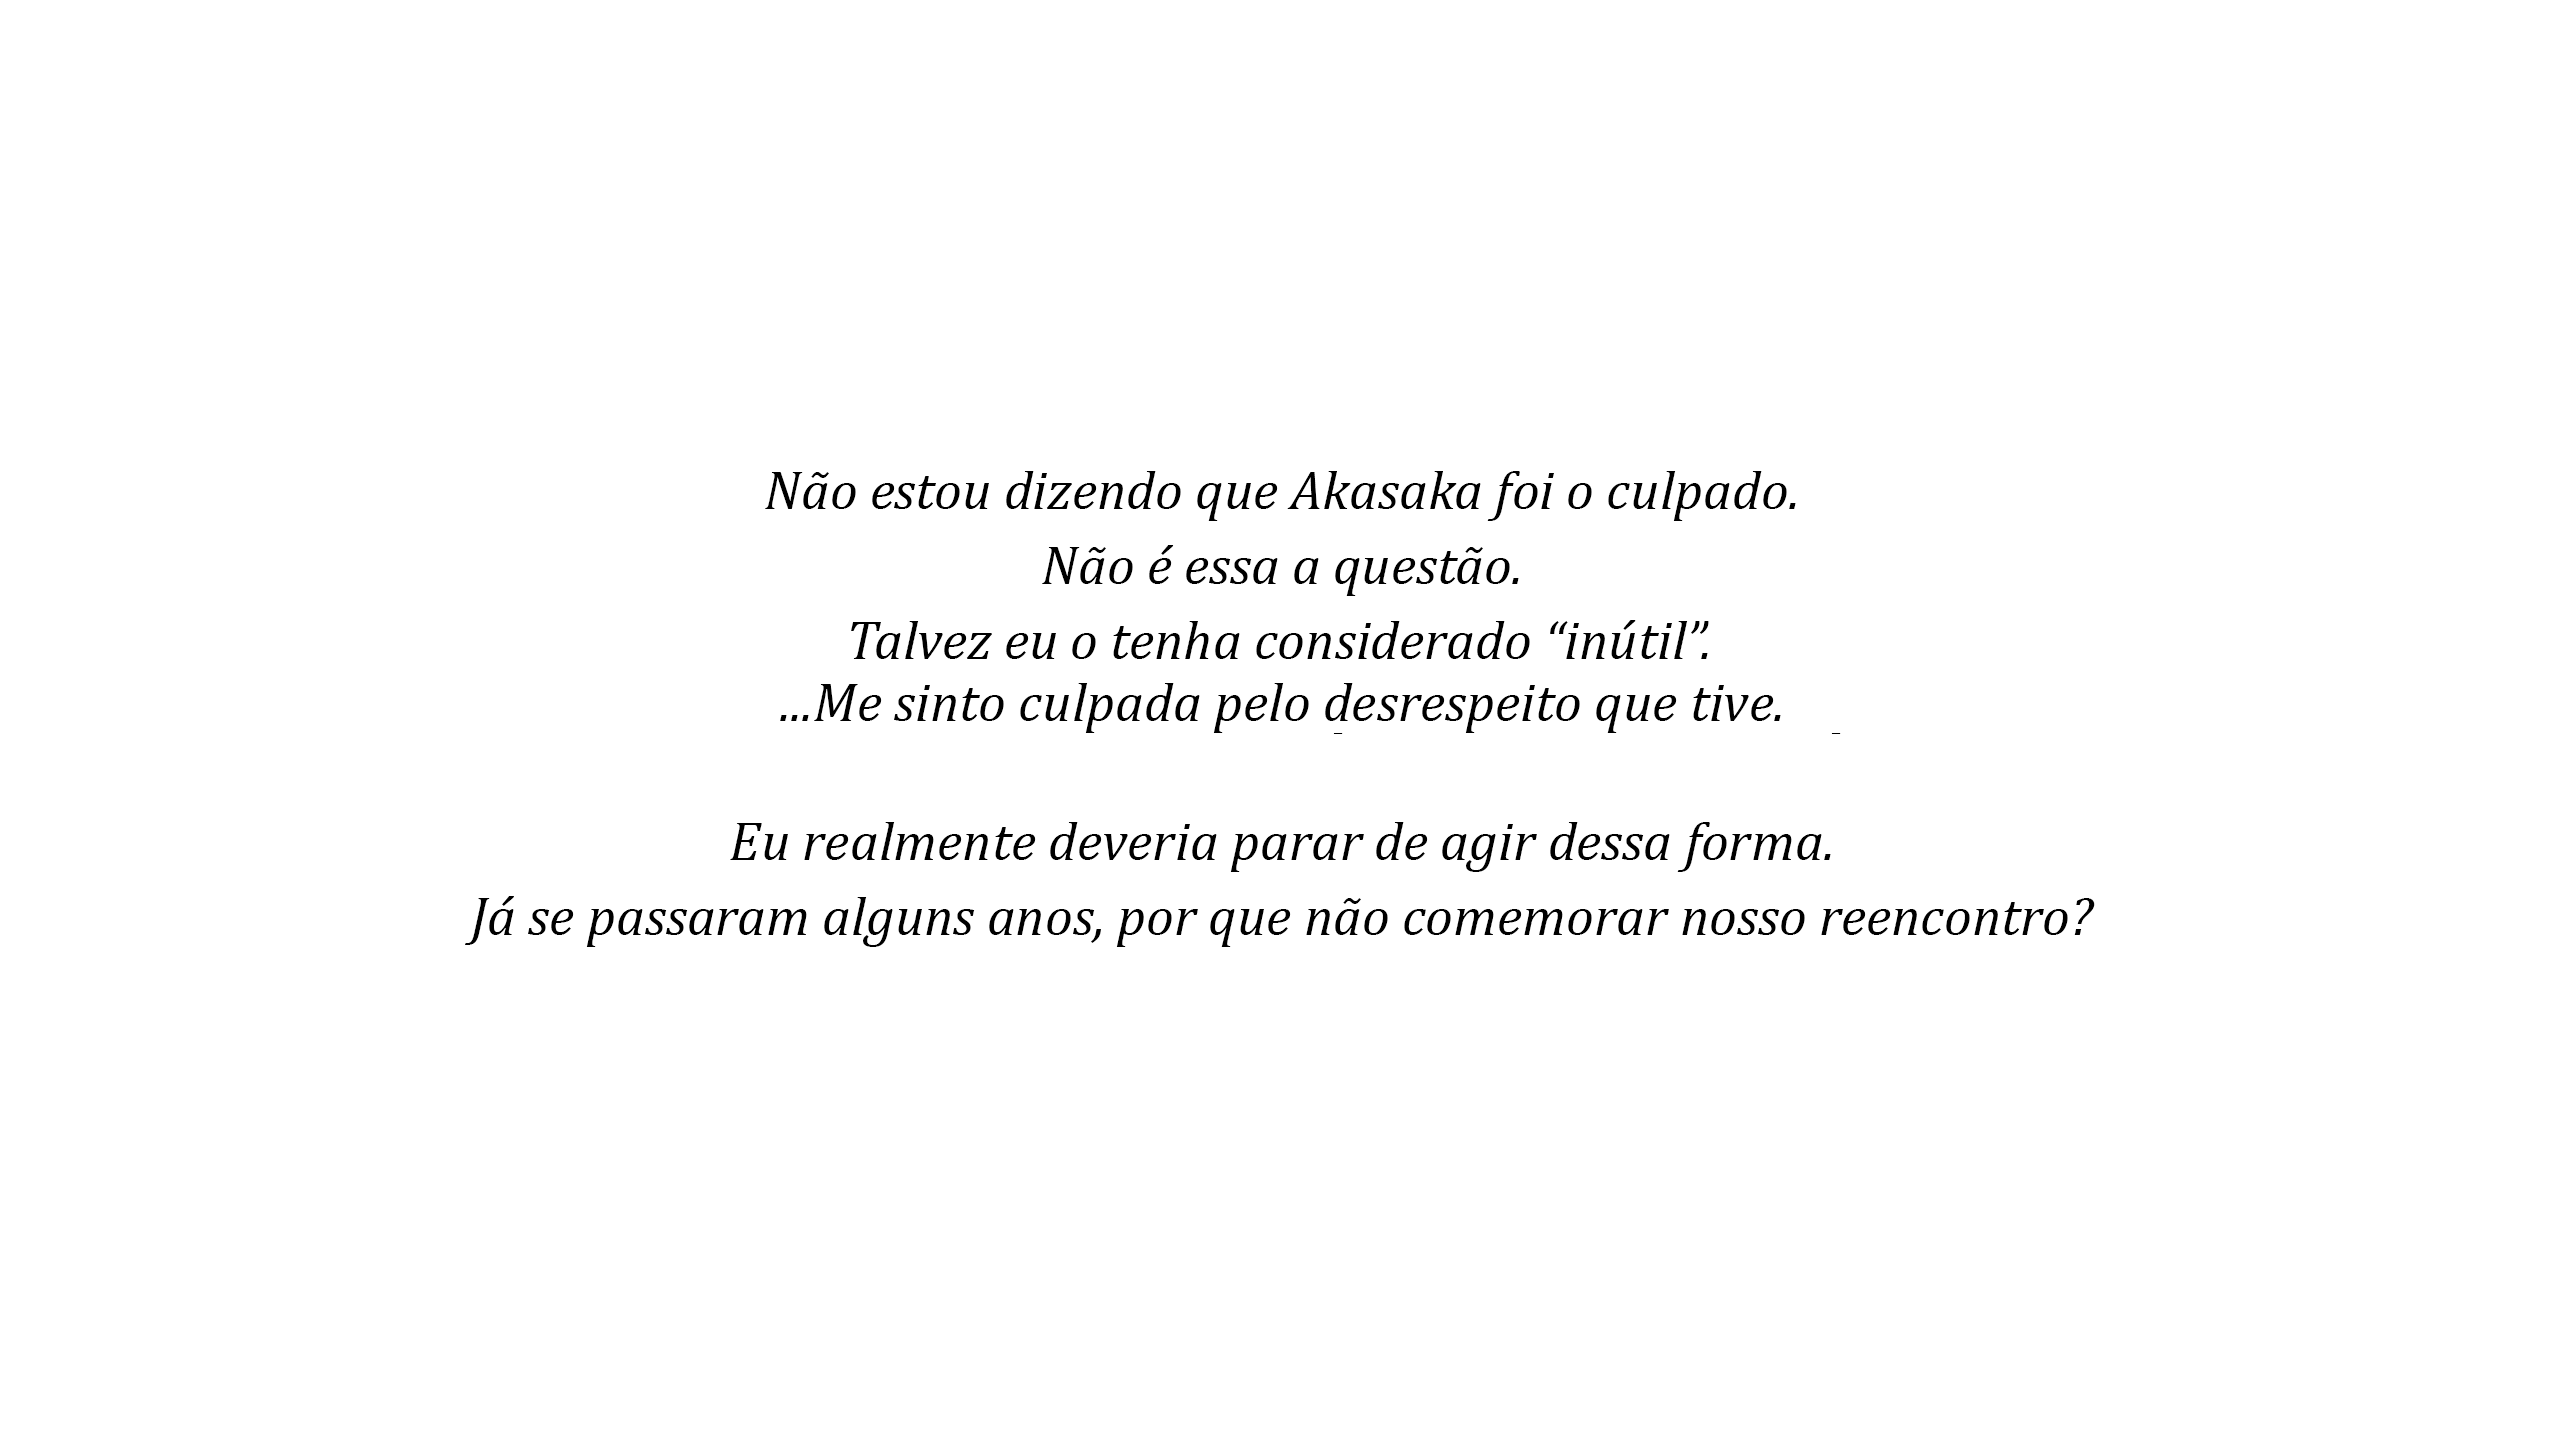 Não estou dizendo que Akasaka foi o culpado.
Não é essa a questão.
Talvez eu o tenha considerado “inútil”.
...Me sinto culpada pelo desrespeito que tive.
Eu realmente deveria parar de agir dessa forma.
Já se passaram alguns anos, por que não comemorar nosso reencontro?